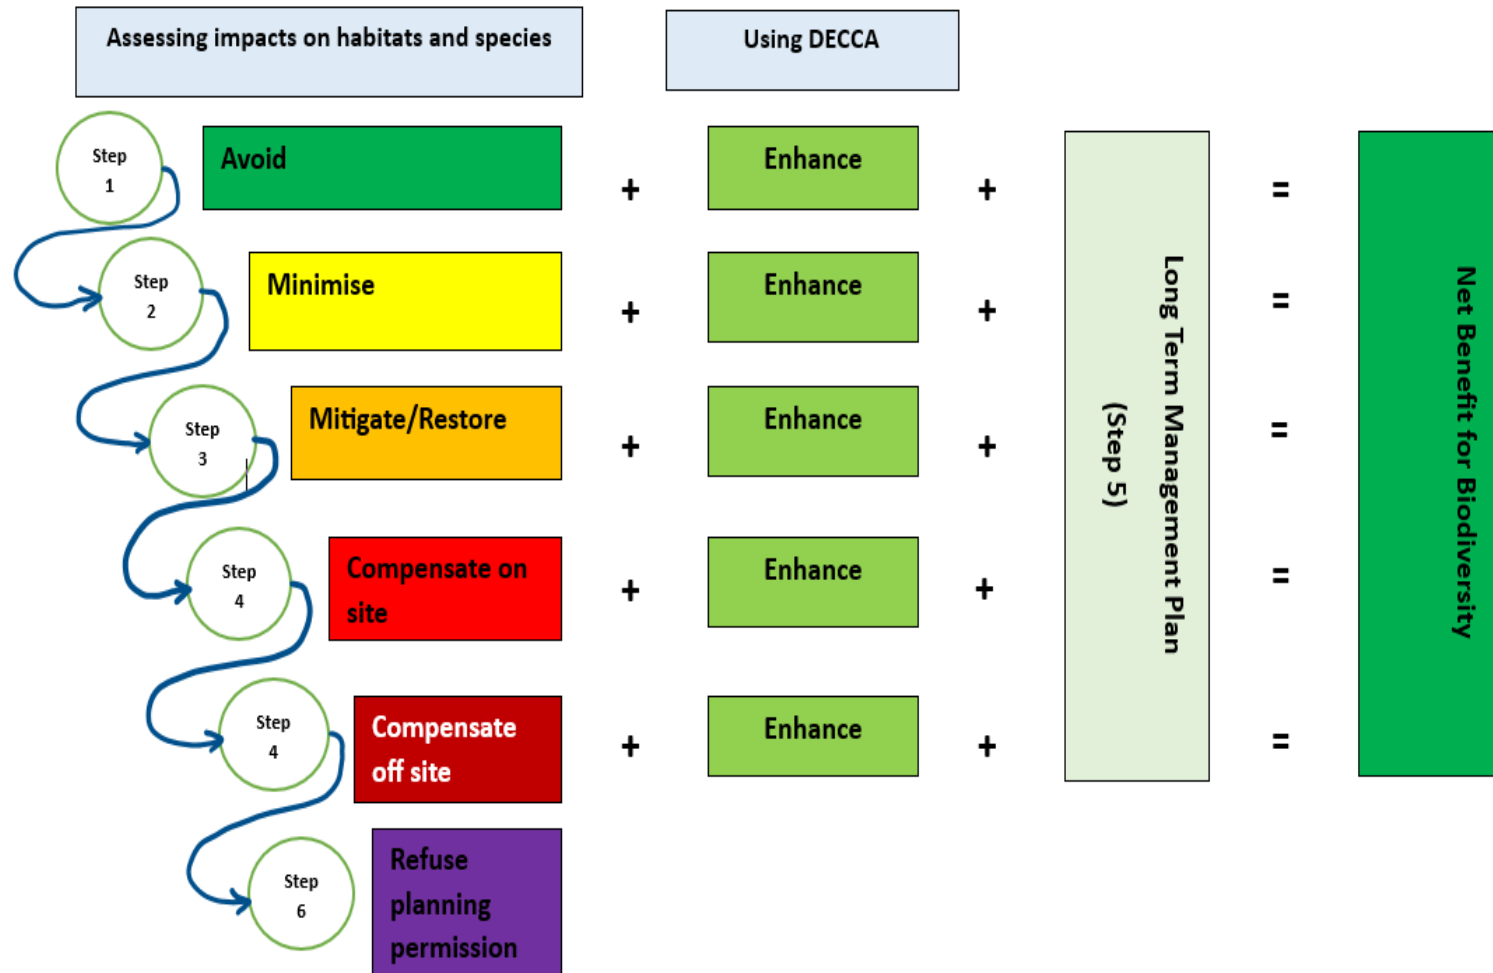 Assessing impacts on habitats and species
Using DECCA
Step
1
Avoid
+
Enhance
+
=
Step
2
Minimise
+
Enhance
+
=
Step
3
Mitigate/Restore
+
Enhance
+
=
Step
4
Compensate on
site
+
Enhance
+
=
Step
4
Compensate
off site
+
Enhance
+
=
Step
6
Refuse
planning
permission
Long Term Management Plan
(Step 5)
Net Benefit for Biodiversity